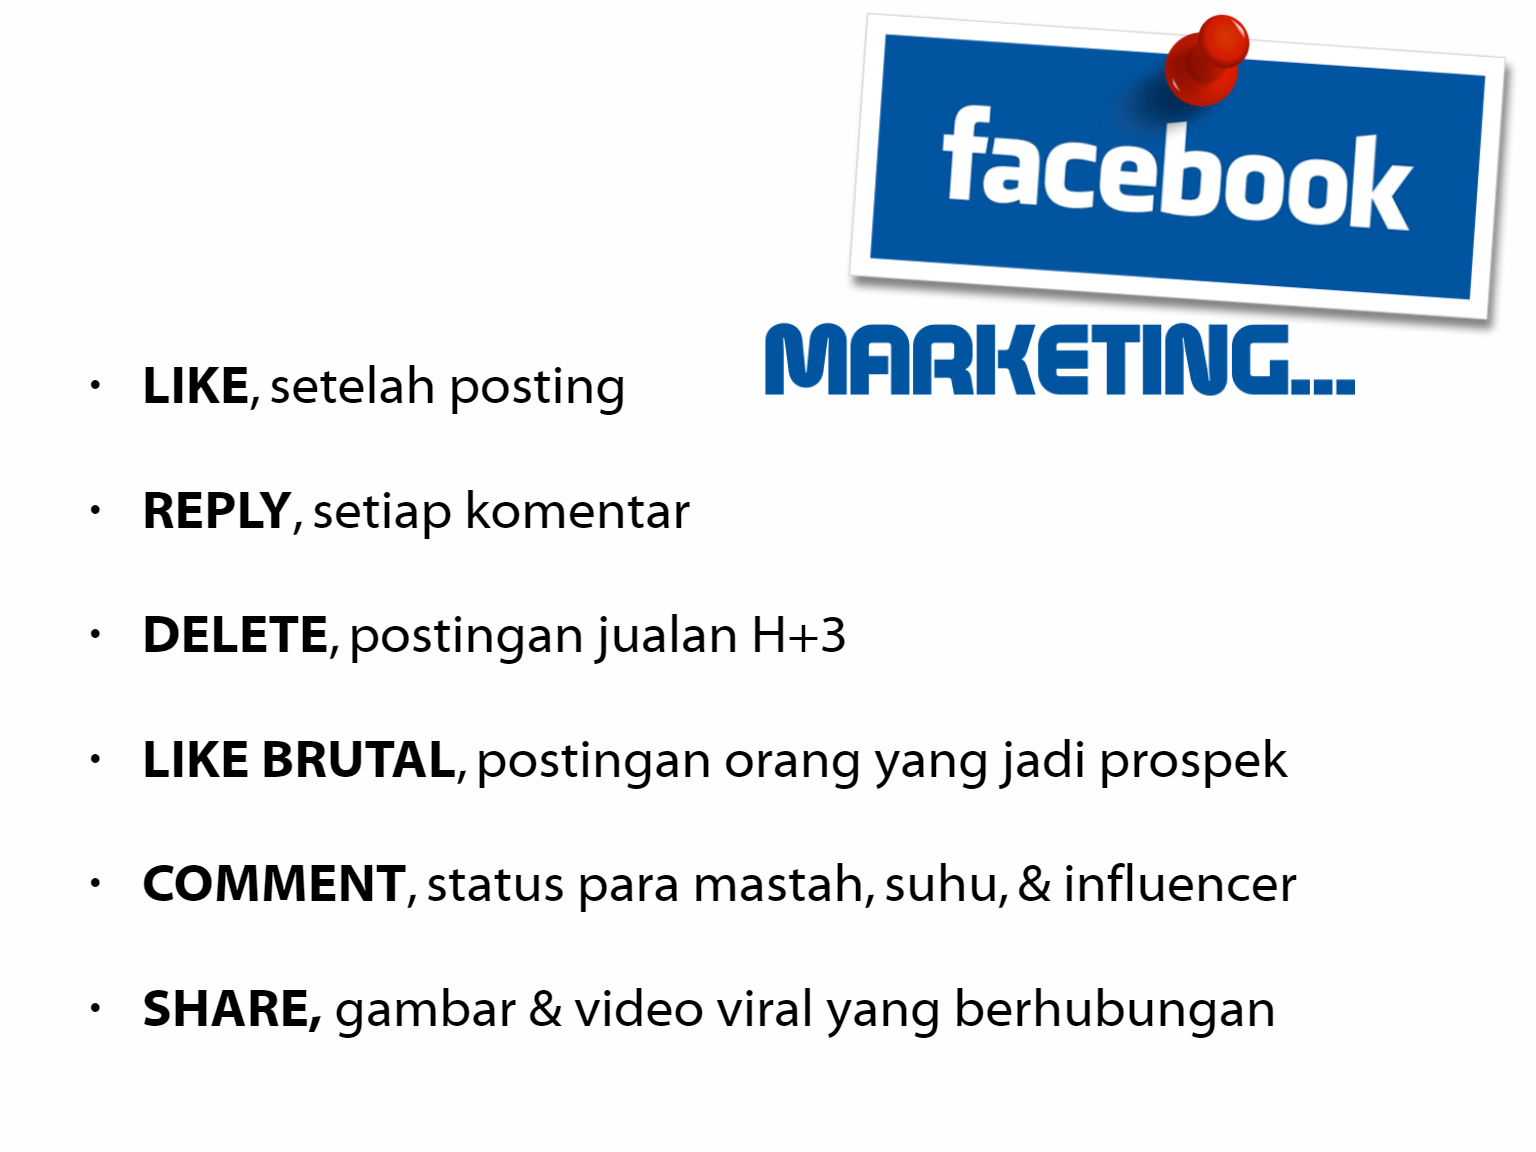 facebook
MARKETING...
• LIKE, setelah posting
• REPLY, setiap komentar
• DELETE, postingan jualan H+3
• LIKE BRUTAL, postingan orang yang jadi prospek
• COMMENT, status para mastah, suhu, & influencer
• SHARE, gambar & video viral yang berhubungan